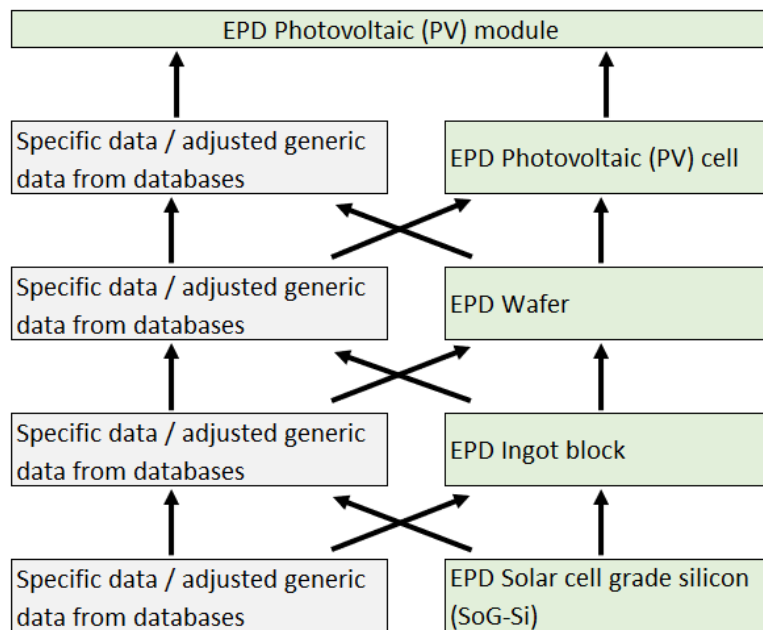 EPD Photovoltaic (PV) module
Specific data / adjusted generic
data from databases
EPD Photovoltaic (PV) cell
Specific data / adjusted generic
data from databases
EPD Wafer
Specific data / adjusted generic
data from databases
EPD Ingot block
Specific data / adjusted generic
data from databases
EPD Solar cell grade silicon
(SoG-Si)